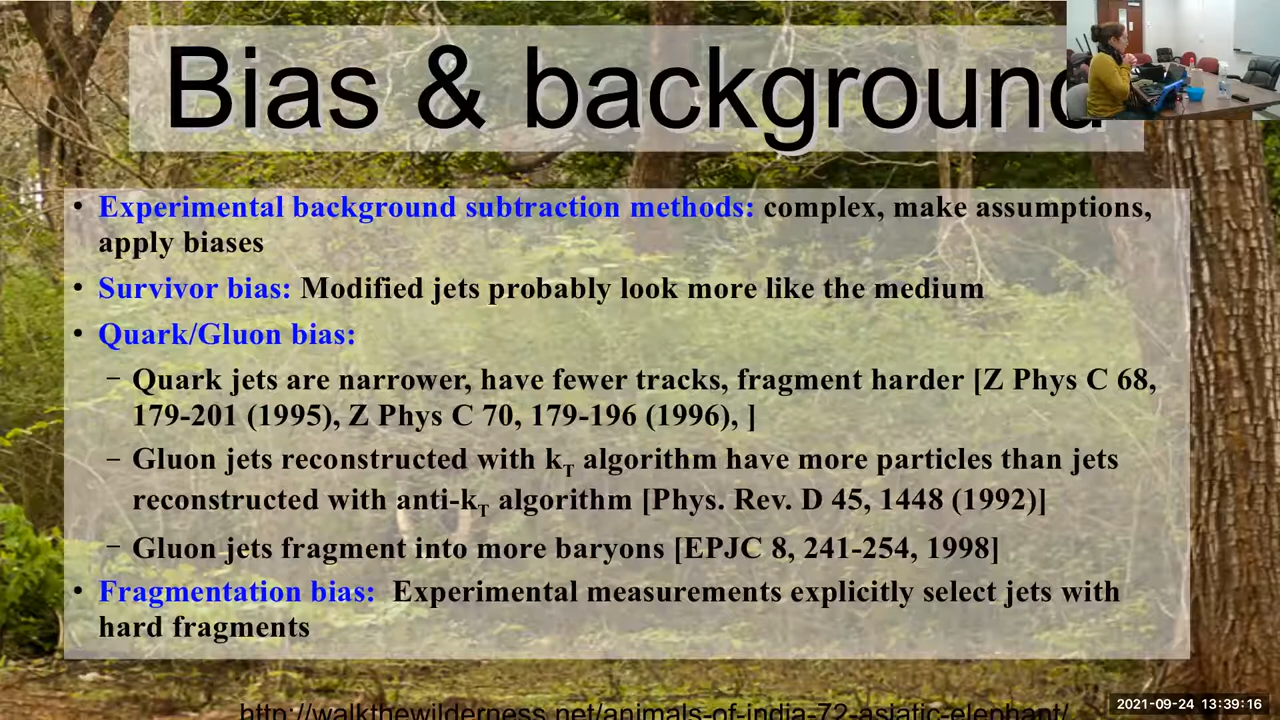 Bias & background
• Experimental background subtraction methods: complex, make assumptions,
apply biases
• Survivor bias: Modified jets probably look more like the medium
• Quark/Gluon bias:
– Quark jets are narrower, have fewer tracks, fragment harder [Z Phys C 68,
179-201 (1995), Z Phys C 70, 179-196 (1996), ]
– Gluon jets reconstructed with kT algorithm have more particles than jets
reconstructed with anti-kT algorithm [Phys. Rev. D 45, 1448 (1992)]
– Gluon jets fragment into more baryons [EPJC 8, 241-254, 1998]
• Fragmentation bias: Experimental measurements explicitly select jets with
hard fragments
http://walkthewilderness.net/animals-of-india-72-asiatic-elephant/
2021-09-24 13:39:16